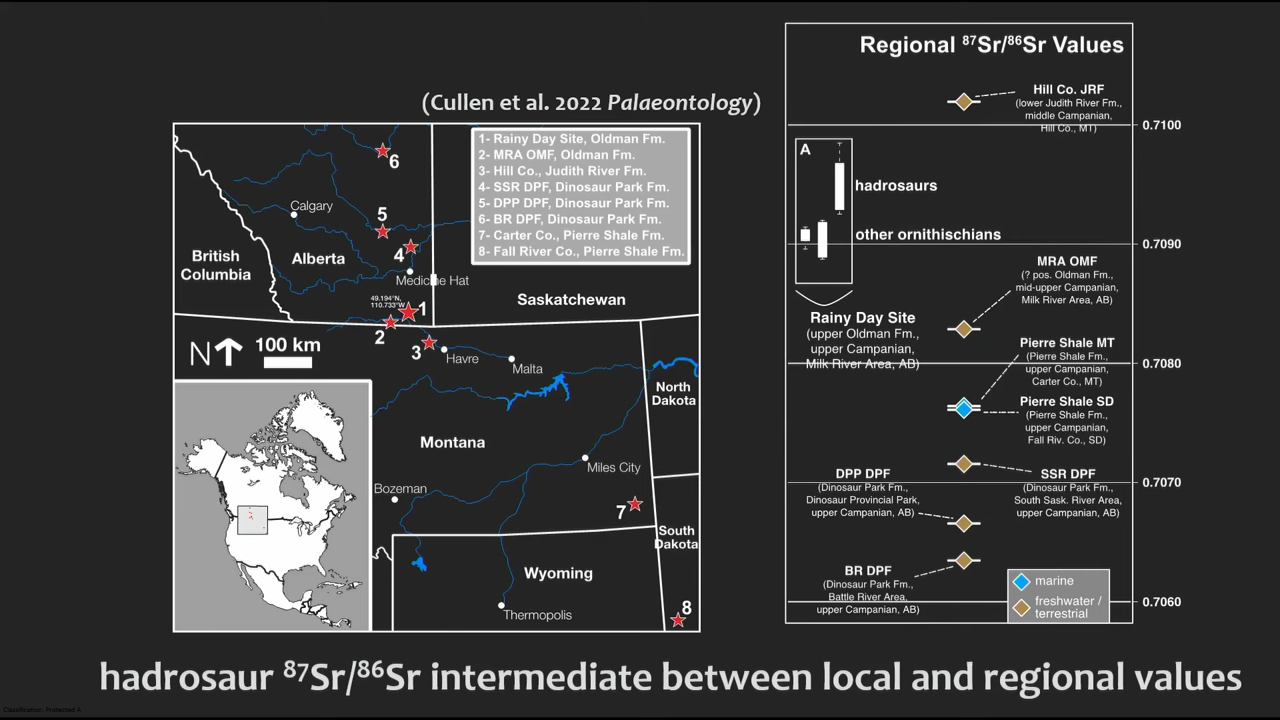 (Cullen et al. 2022 Palaeontology)
1- Rainy Day Site, Oldman Fm.
2- MRA OMF, Oldman Fm.
3- Hill Co., Judith River Fm.
4- SSR DPF, Dinosaur Park Fm.
5- DPP DPF, Dinosaur Park Fm.
6- BR DPF, Dinosaur Park Fm.
7- Carter Co., Pierre Shale Fm.
8- Fall River Co., Pierre Shale Fm.
6
Calgary
5
4
British
Columbia
Alberta
Medicine Hat
Saskatchewan
49.194°N,
110.733°W
1
2
3
N
100 km
Havre
Malta
North
Dakota
Montana
Miles City
Bozeman
7
South
Dakota
Wyoming
Thermopolis
8
Regional ⁸⁷Sr/⁸⁶Sr Values
Hill Co. JRF
(lower Judith River Fm.,
middle Campanian,
Hill Co., MT)
0.7100
A
hadrosaurs
other ornithischians
0.7090
MRA OMF
(? pos. Oldman Fm.,
mid-upper Campanian,
Milk River Area, AB)
Rainy Day Site
(upper Oldman Fm.,
upper Campanian,
Milk River Area, AB)
Pierre Shale MT
(Pierre Shale Fm.,
upper Campanian,
Carter Co., MT)
0.7080
Pierre Shale SD
(Pierre Shale Fm.,
upper Campanian,
Fall Riv. Co., SD)
DPP DPF
(Dinosaur Park Fm.,
Dinosaur Provincial Park,
upper Campanian, AB)
SSR DPF
(Dinosaur Park Fm.,
South Sask. River Area,
upper Campanian, AB)
0.7070
BR DPF
(Dinosaur Park Fm.,
Battle River Area,
upper Campanian, AB)
marine
freshwater /
terrestrial
0.7060
hadrosaur ⁸⁷Sr/⁸⁶Sr intermediate between local and regional values
Classification: Protected A